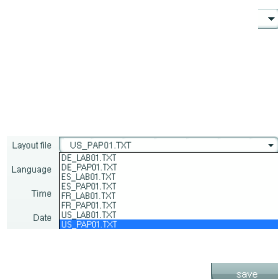 Layout file US_PAP01.TXT
DE_LAB01.TXT
DE_PAP01.TXT
Language ES_LAB01.TXT
ES_PAP01.TXT
Time FR_LAB01.TXT
FR_PAP01.TXT
Date US_LAB01.TXT
US_PAP01.TXT
save